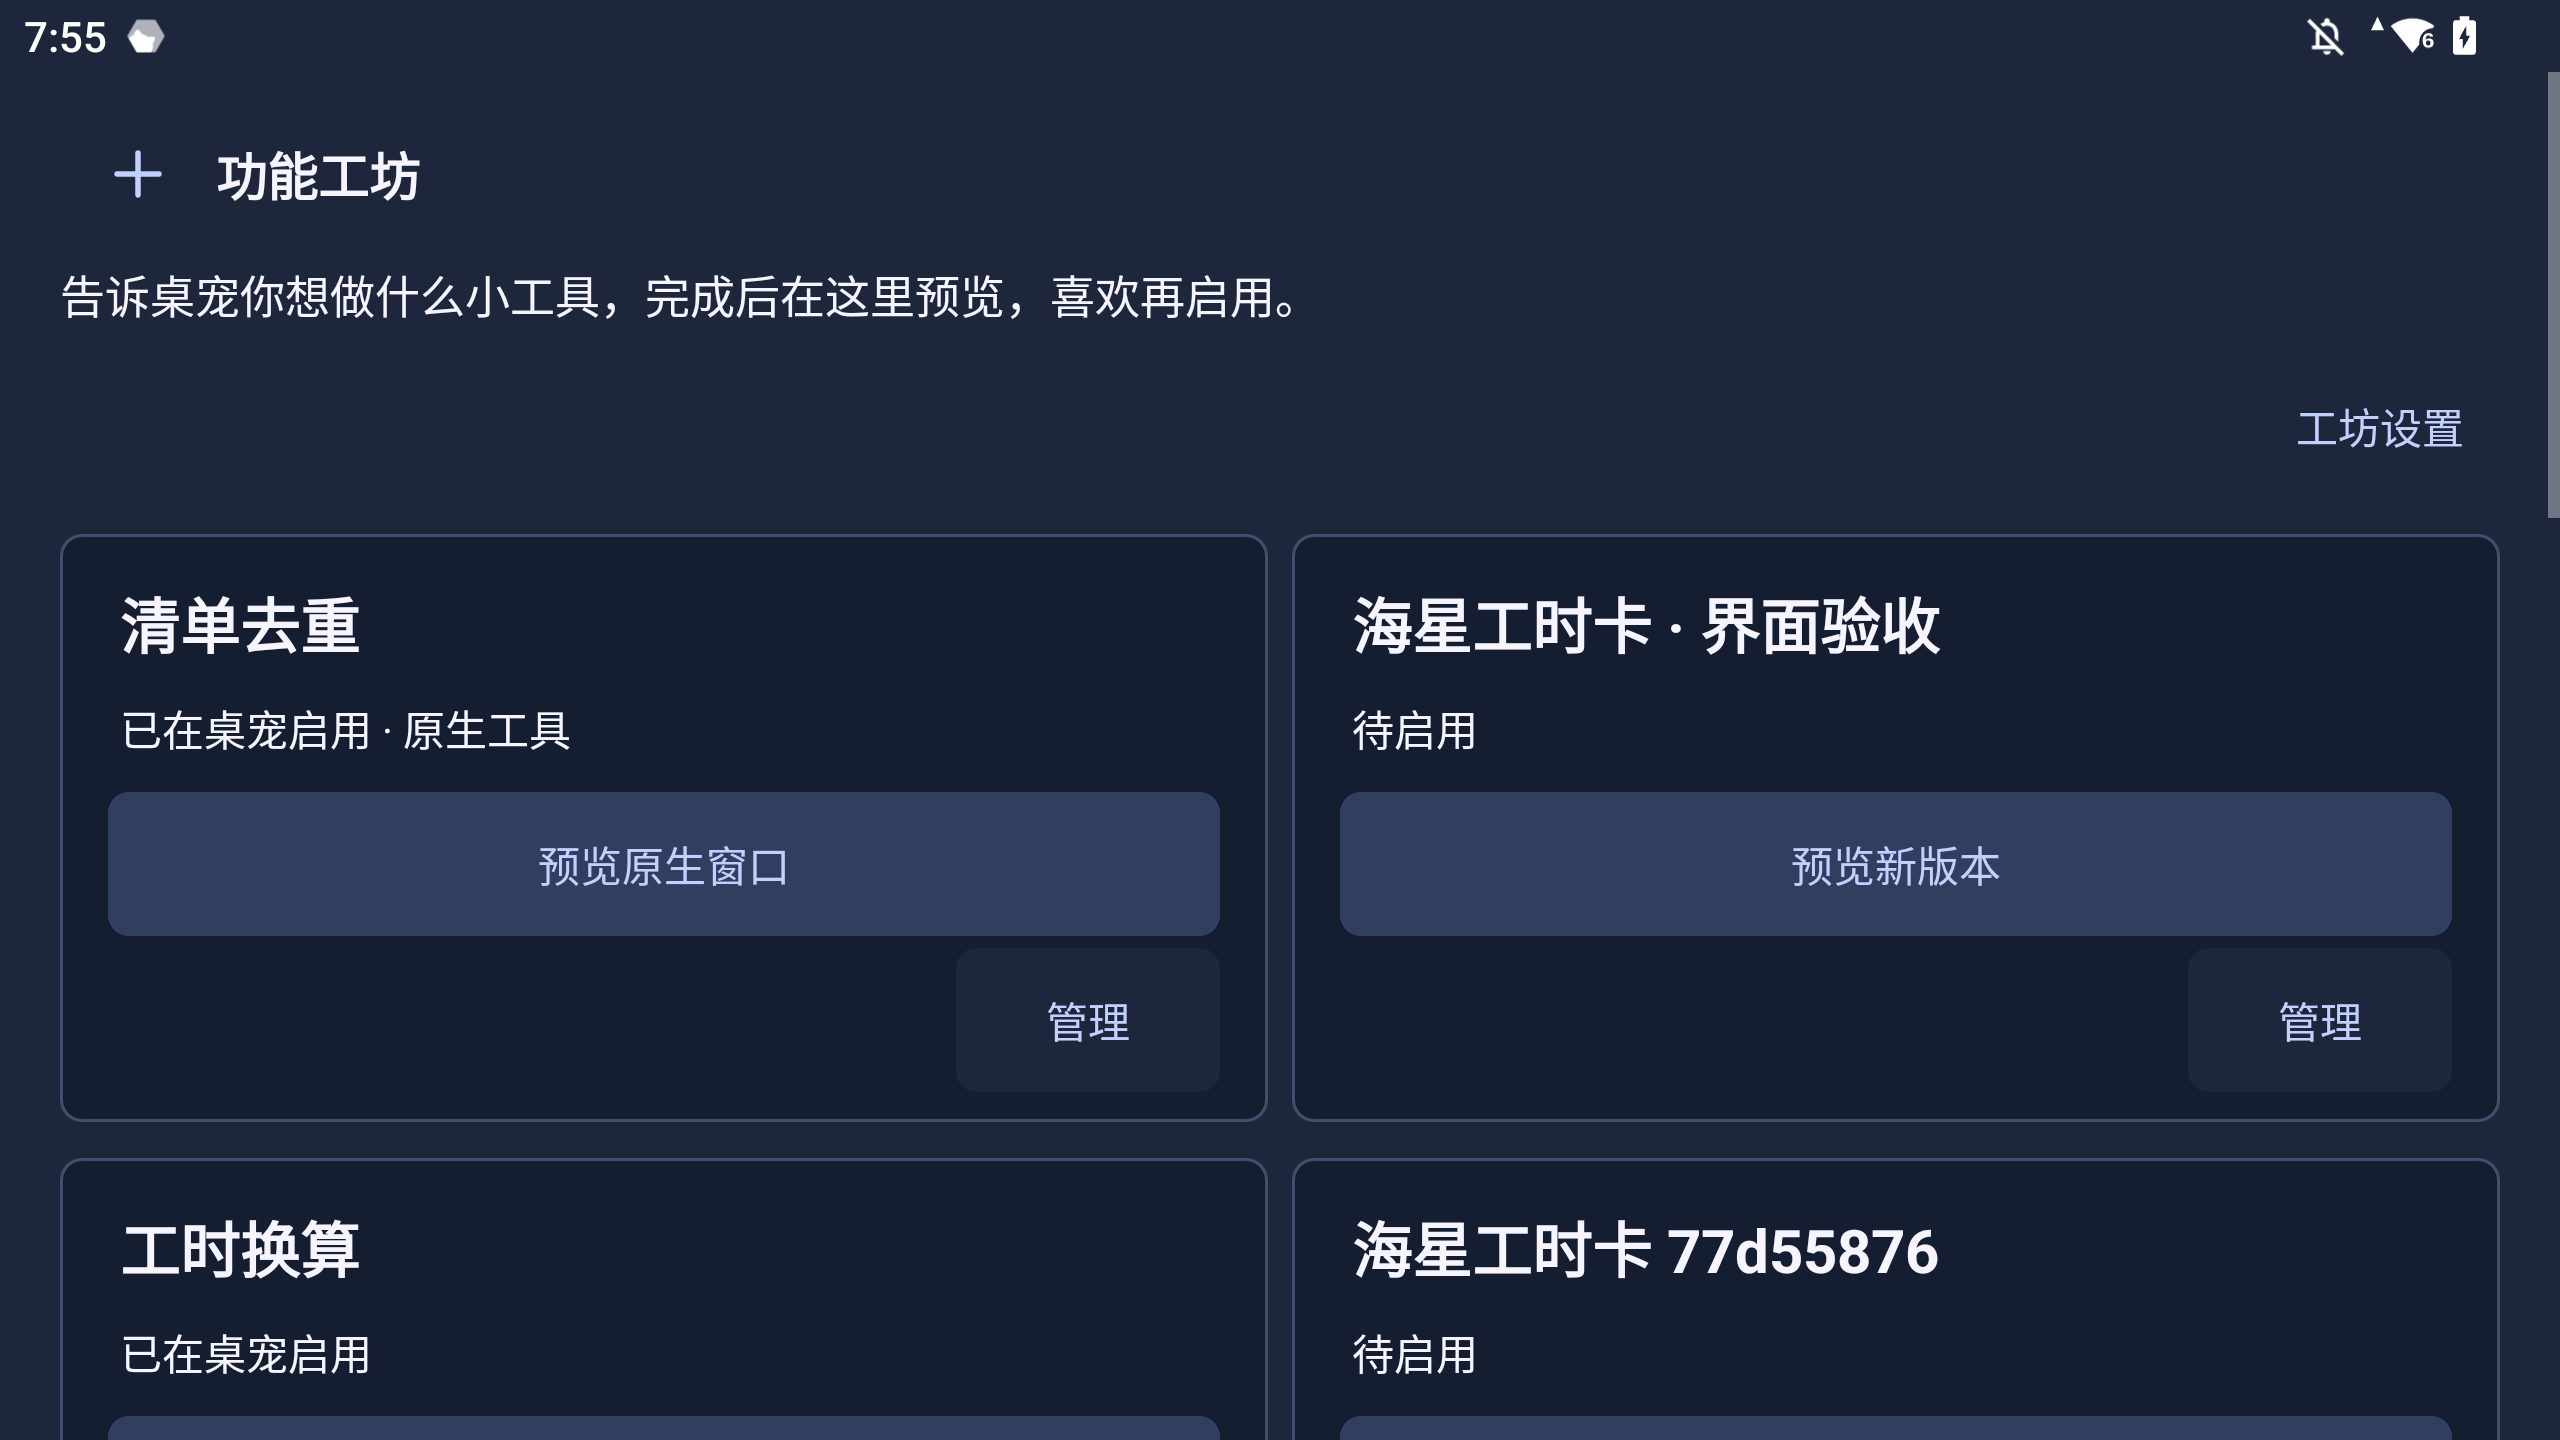 7:55
6
功能工坊
告诉桌宠你想做什么小工具，完成后在这里预览，喜欢再启用。
工坊设置
清单去重
已在桌宠启用 · 原生工具
预览原生窗口
管理
海星工时卡 · 界面验收
待启用
预览新版本
管理
工时换算
已在桌宠启用
海星工时卡 77d55876
待启用